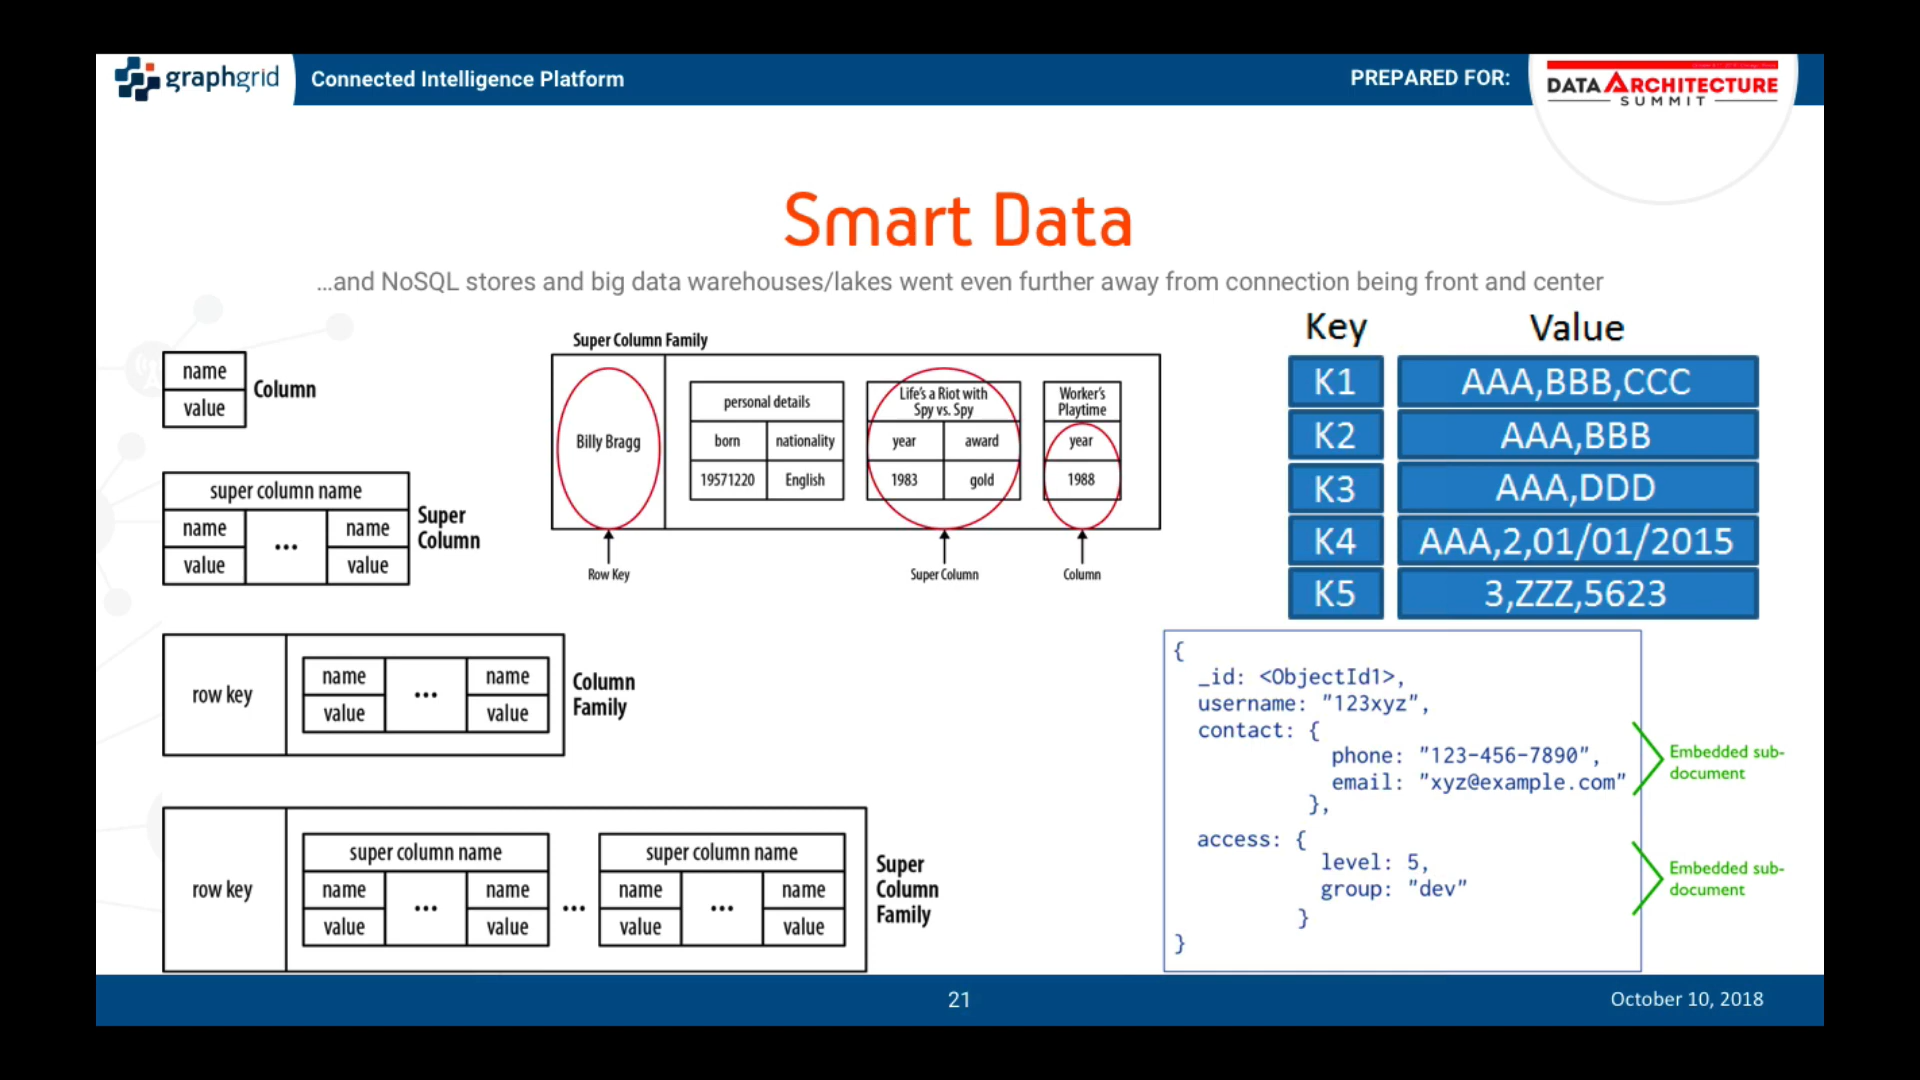 graphgrid
Connected Intelligence Platform
PREPARED FOR:
DATA ARCHITECTURE
SUMMIT
Smart Data
...and NoSQL stores and big data warehouses/lakes went even further away from connection being front and center
name
value
Column
super column name
name
...
name
value
value
Super
Column
row key
name
...
name
value
value
Column
Family
row key
super column name
name
...
name
value
value
...
super column name
name
...
name
value
value
Super
Column
Family
Super Column Family
Billy Bragg
personal details
born
nationality
19571220
English
Life's a Riot with
Spy vs. Spy
year
award
1983
gold
Worker's
Playtime
year
1988
Row Key
Super Column
Column
Key
Value
K1
AAA,BBB,CCC
K2
AAA,BBB
K3
AAA,DDD
K4
AAA,2,01/01/2015
K5
3,ZZZ,5623
{
_id: <ObjectId1>,
username: "123xyz",
contact: {
phone: "123-456-7890",
email: "xyz@example.com"
},
access: {
level: 5,
group: "dev"
}
}
Embedded sub-
document
Embedded sub-
document
21
October 10, 2018